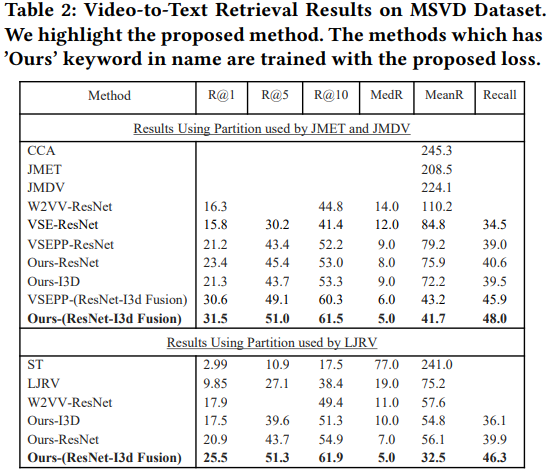 Table 2: Video-to-Text Retrieval Results on MSVD Dataset.
We highlight the proposed method. The methods which has
'Ours' keyword in name are trained with the proposed loss.
Method R@1 R@5 R@10 MedR MeanR Recall
Results Using Partition used by JMET and JMDV
CCA 245.3
JMET 208.5
JMDV 224.1
W2VV-ResNet 16.3 44.8 14.0 110.2
VSE-ResNet 15.8 30.2 41.4 12.0 84.8 34.5
VSEPP-ResNet 21.2 43.4 52.2 9.0 79.2 39.0
Ours-ResNet 23.4 45.4 53.0 8.0 75.9 40.6
Ours-I3D 21.3 43.7 53.3 9.0 72.2 39.5
VSEPP-(ResNet-I3D Fusion) 30.6 49.1 60.3 6.0 43.2 45.9
Ours-(ResNet-I3d Fusion) 31.5 51.0 61.5 5.0 41.7 48.0
Results Using Partition used by LJRV
ST 2.99 10.9 17.5 77.0 241.0
LJRV 9.85 27.1 38.4 19.0 75.2
W2VV-ResNet 17.9 49.4 11.0 57.6
Ours-I3D 17.5 39.6 51.3 10.0 54.8 36.1
Ours-ResNet 20.9 43.7 54.9 7.0 56.1 39.9
Ours-(ResNet-I3d Fusion) 25.5 51.3 61.9 5.0 32.5 46.3